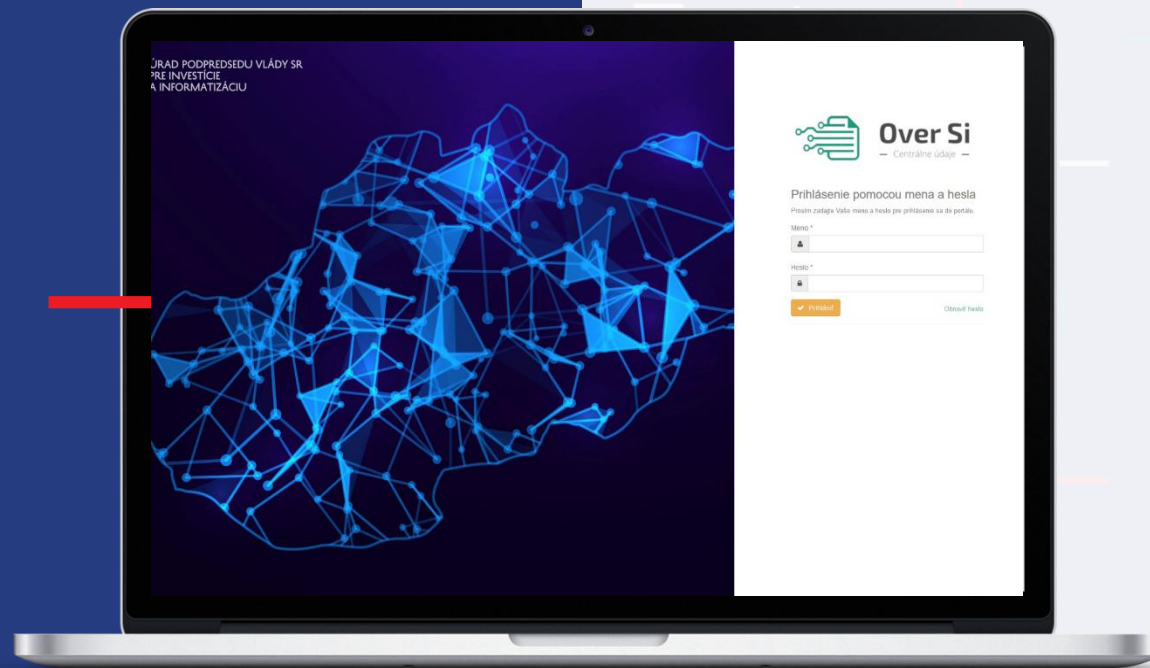 ÚRAD PODPREDSEDU VLÁDY SR
PRE INVESTÍCIE
A INFORMATIZÁCIU
Over Si
– Centrálne údaje –
Prihlásenie pomocou mena a hesla
Prosím zadajte Vaše meno a heslo pre prihlásenie sa do portálu.
Meno *
Heslo *
Prihlásiť
Obnoviť heslo